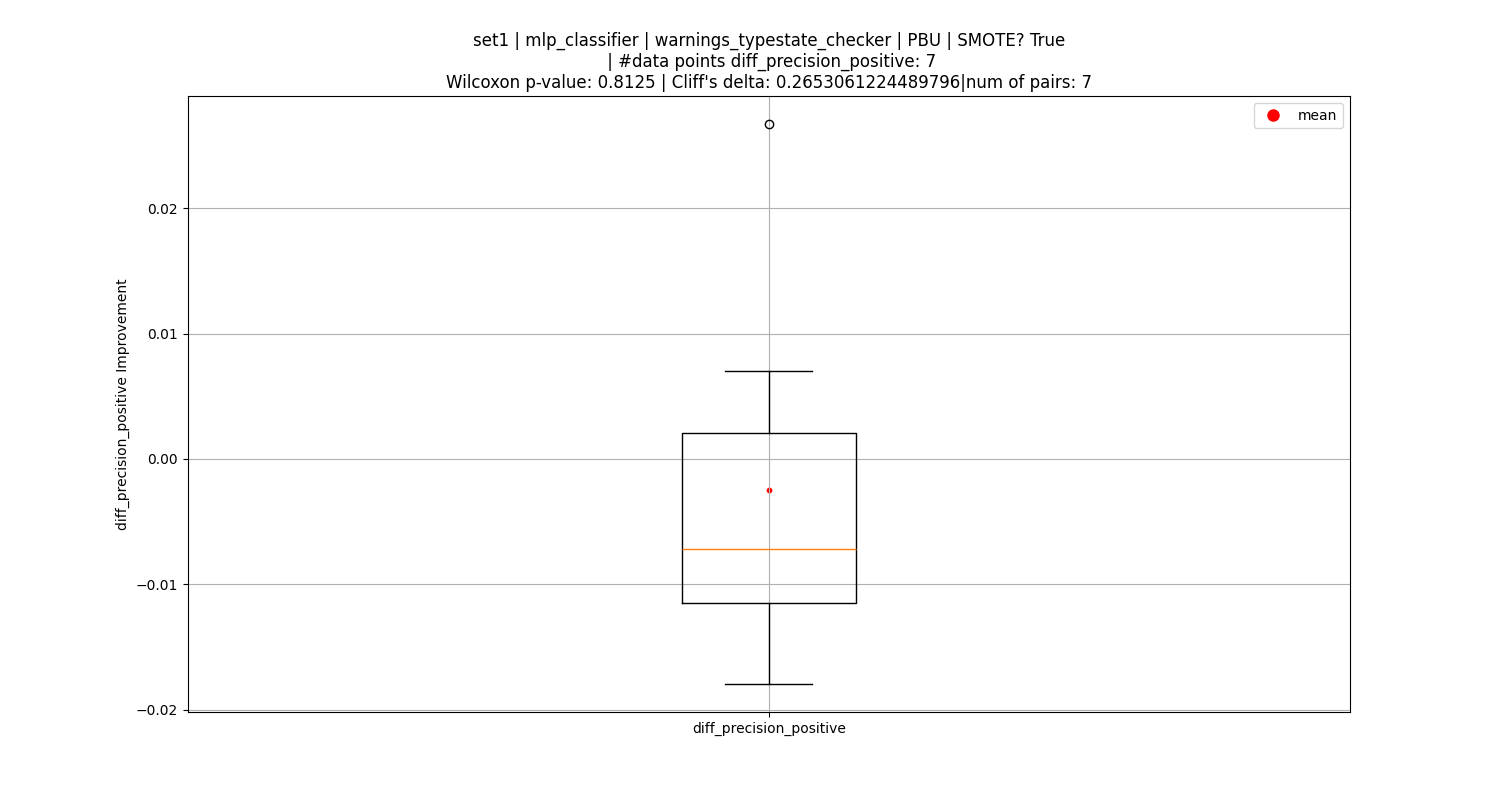 set1 | mlp_classifier | warnings_typestate_checker | PBU | SMOTE? True
| #data points diff_precision_positive: 7
Wilcoxon p-value: 0.8125 | Cliff's delta: 0.2653061224489796|num of pairs: 7
mean
0.02
0.01
0.00
−0.01
−0.02
diff_precision_positive Improvement
diff_precision_positive